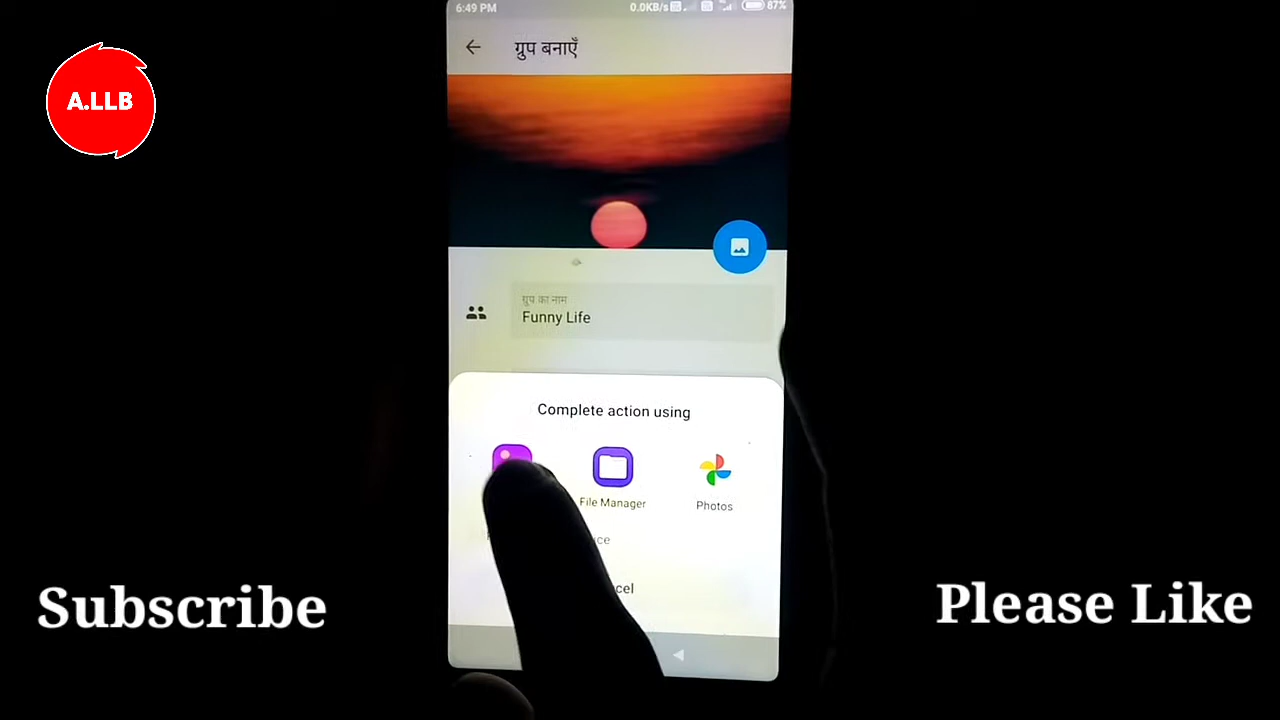 6:49 PM
0.0KB/s
87%
ग्रुप बनाएँ
A.LLB
ग्रुप का नाम
Funny Life
Complete action using
File Manager
Photos
Subscribe
Please Like